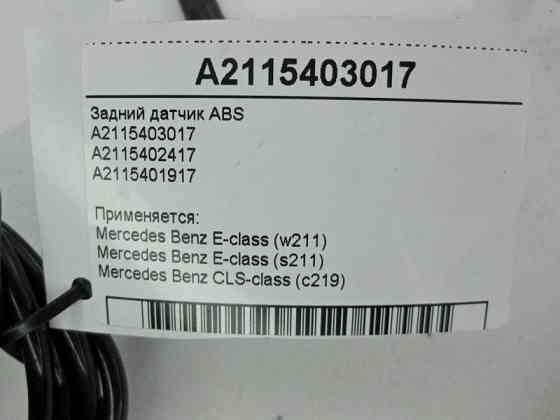 A2115403017
Задний датчик ABS
A2115403017
A2115402417
A2115401917
Применяется:
Mercedes Benz E-class (w211)
Mercedes Benz E-class (s211)
Mercedes Benz CLS-class (c219)